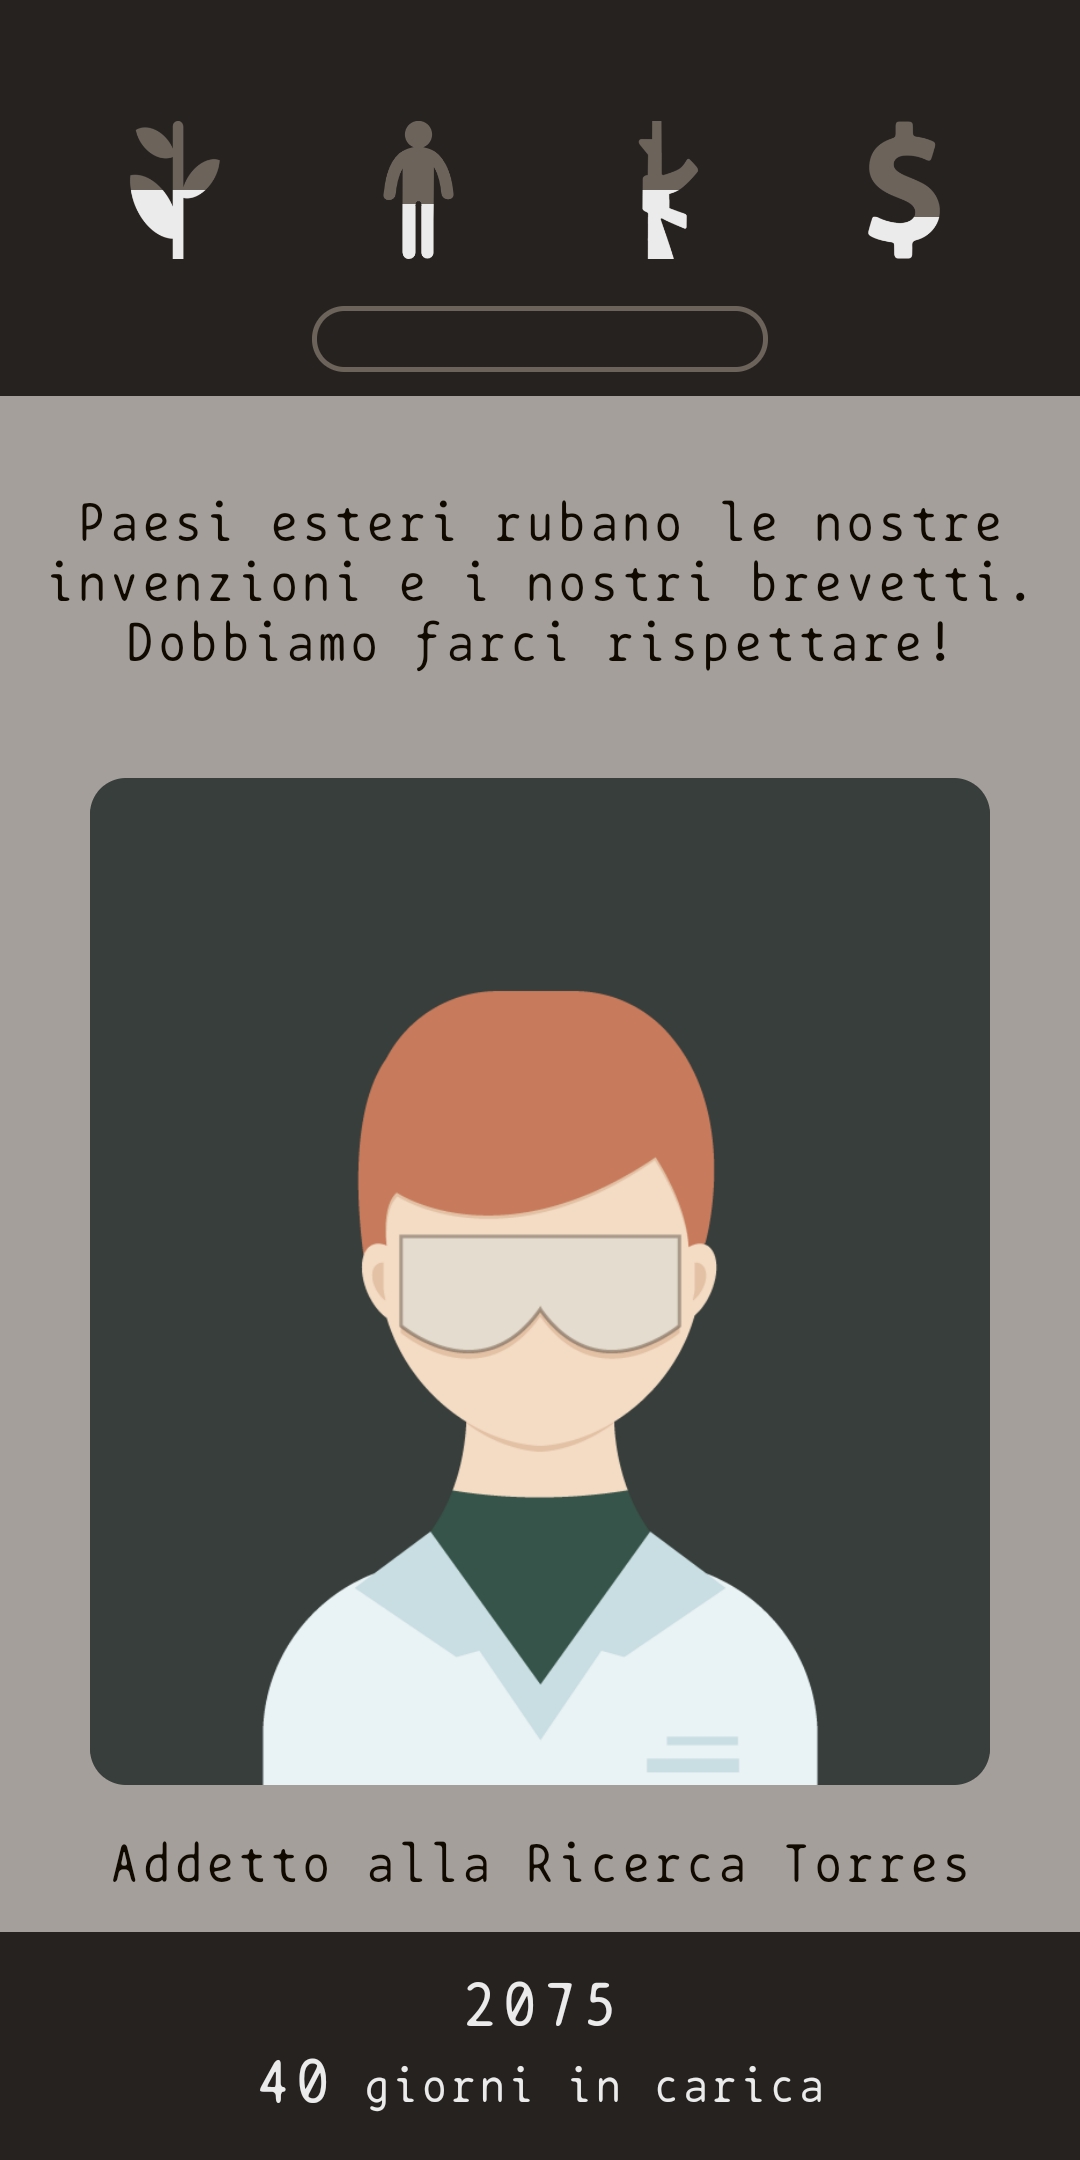 Paesi esteri rubano le nostre
invenzioni e i nostri brevetti.
Dobbiamo farci rispettare!
Addetto alla Ricerca Torres
2075
40 giorni in carica